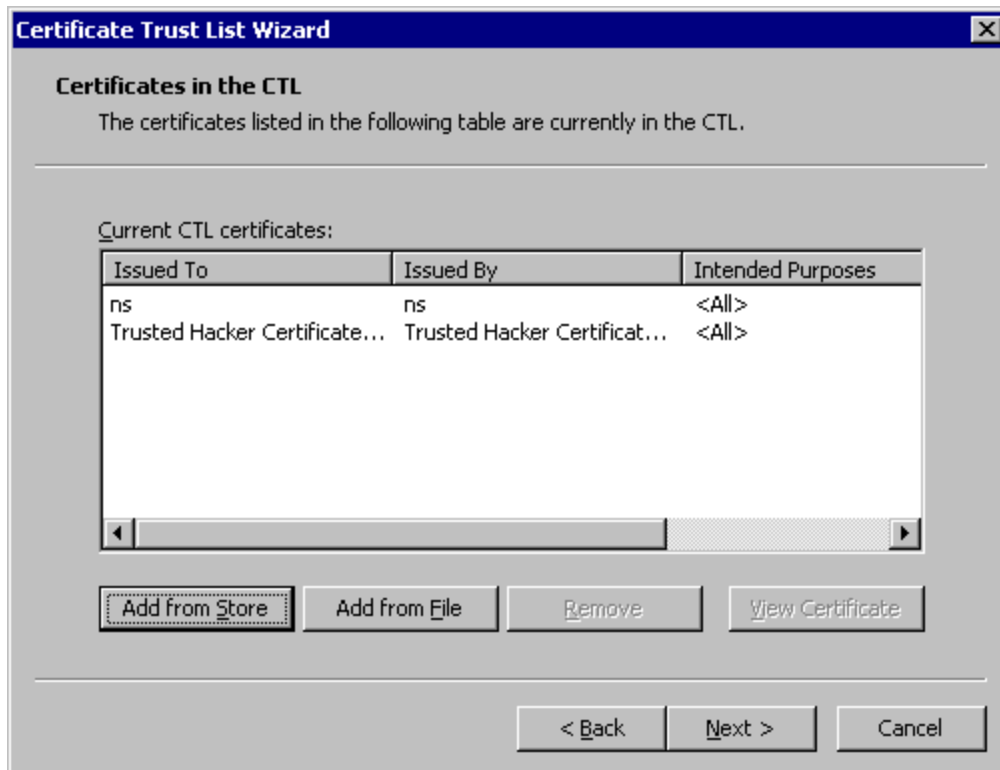 Certificate Trust List Wizard
Certificates in the CTL
The certificates listed in the following table are currently in the CTL.
Current CTL certificates:
Issued To Issued By Intended Purposes
ns ns <All>
Trusted Hacker Certificate... Trusted Hacker Certificat... <All>
Add from Store Add from File Remove View Certificate
< Back Next > Cancel